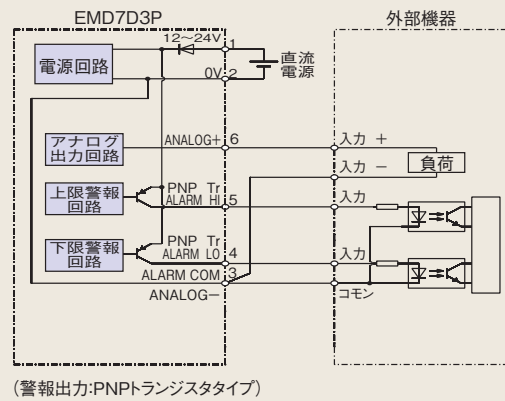 EMD7D3P
外部機器
12～24V
1
電源回路
直流
電源
0V
2
アナログ
出力回路
ANALOG+
6
入力 +
入力 −
負荷
上限警報
回路
PNP Tr
ALARM HI
5
入力
下限警報
回路
PNP Tr
ALARM LO
4
入力
ALARM COM
3
ANALOG−
コモン
(警報出力:PNPトランジスタタイプ)